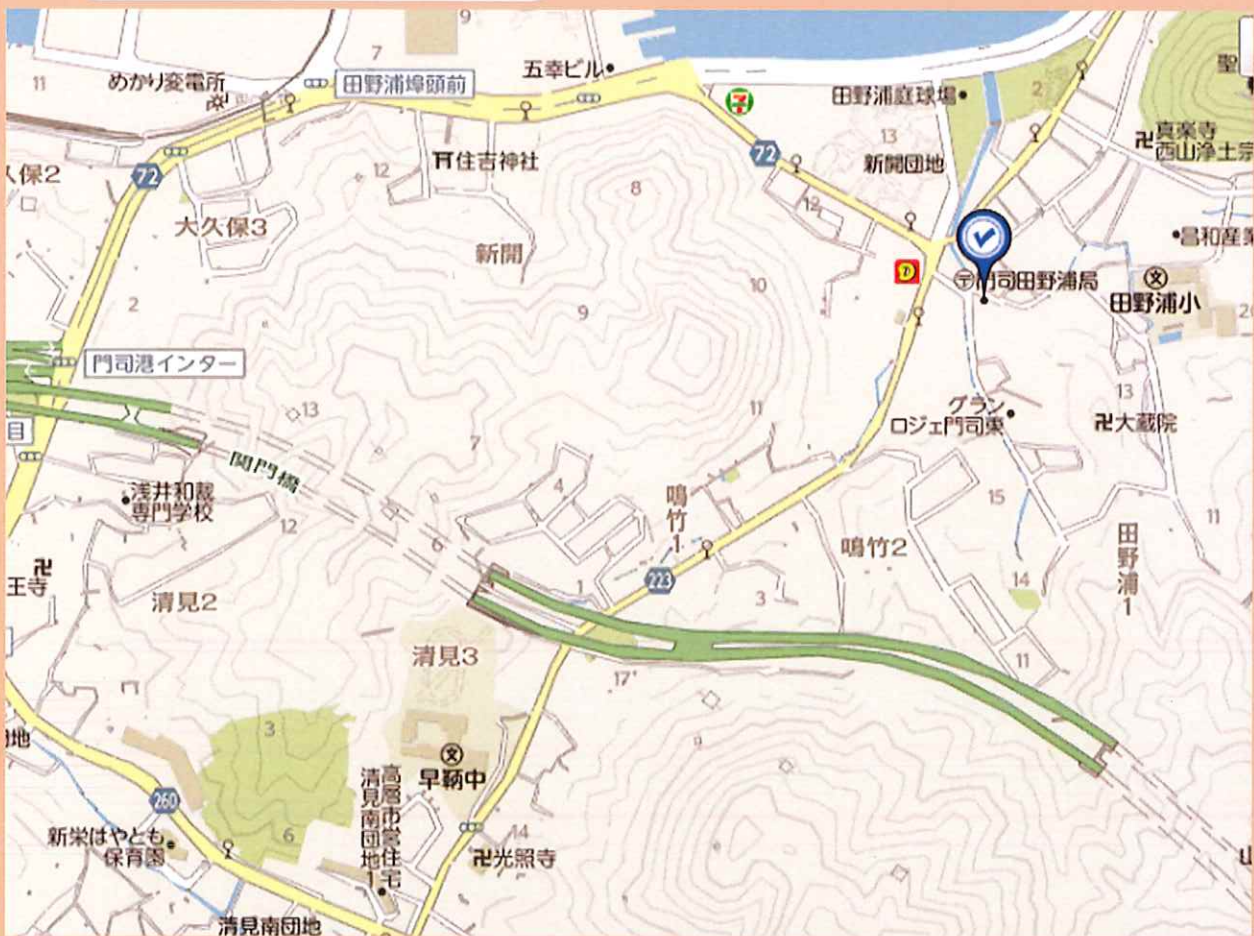 9
7
11
めかり変電所
田野浦埠頭前
五幸ビル
田野浦庭球場
2
聖
13
新開団地
卍真楽寺
西山浄土宗
72
12
住吉神社
72
久保2
8
12
大久保3
新開
昌和産業
〒門司田野浦局
文
田野浦小
10
2
9
門司港インター
13
11
グラン
ロジェ門司東
13
卍大蔵院
目
関門橋
7
4
鳴竹1
浅井和裁
専門学校
12
15
11
6
鳴竹2
田野浦1
卍
王寺
清見2
1
223
3
14
清見3
11
17
9
3
文
早鞆中
260
高層市営住宅
清見南団地1
新栄はやとも
保育園
6
14
卍光照寺
清見南団地